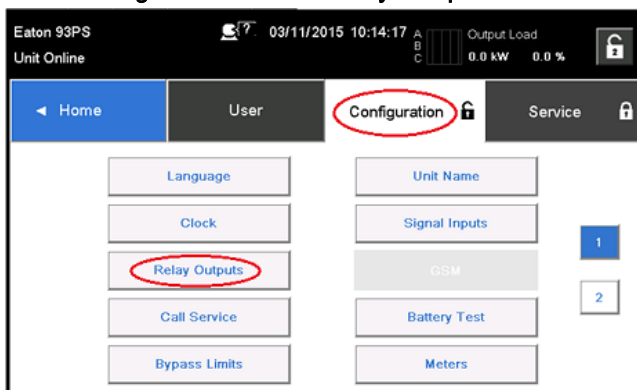 Eaton 93PS
Unit Online
?
03/11/2015 10:14:17
A
B
C
Output Load
0.0 kW 0.0 %
2
◄ Home
User
Configuration
Service
Language
Unit Name
Clock
Signal Inputs
1
Relay Outputs
GSM
2
Call Service
Battery Test
Bypass Limits
Meters